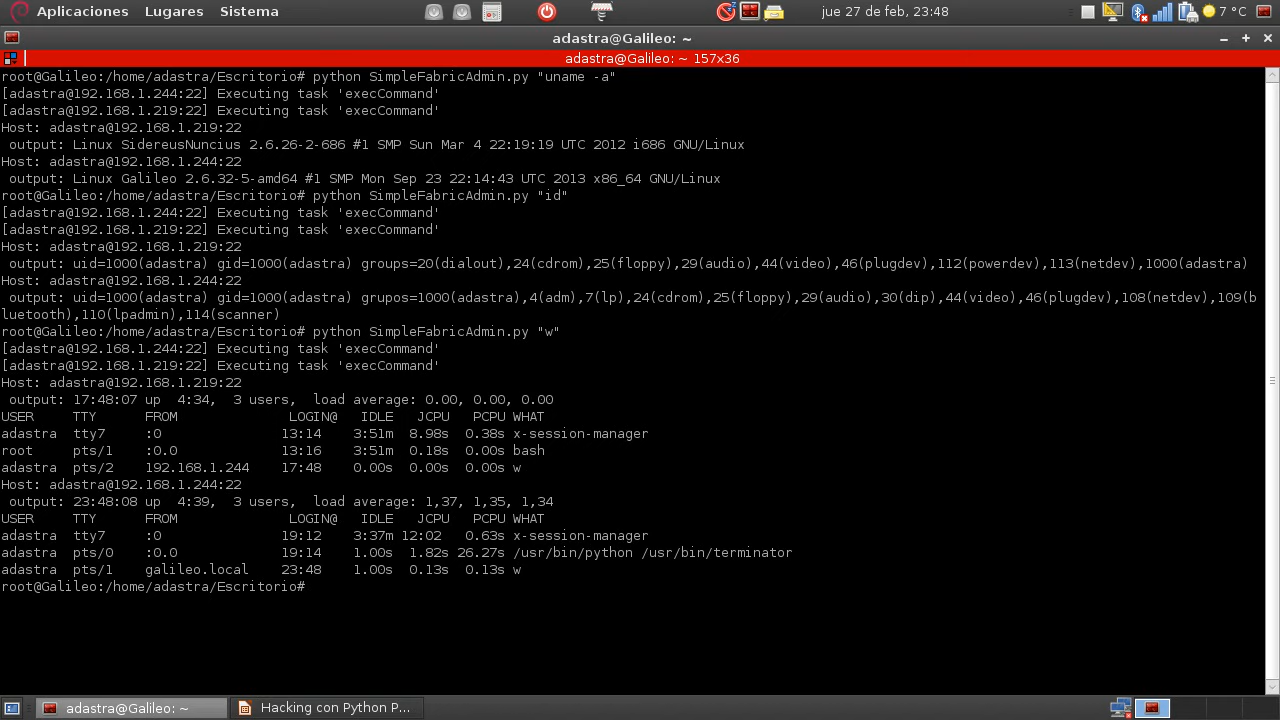 Aplicaciones Lugares Sistema jue 27 de feb, 23:48 7 °C
adastra@Galileo: ~
adastra@Galileo: ~ 157x36
root@Galileo:/home/adastra/Escritorio# python SimpleFabricAdmin.py "uname -a"
[adastra@192.168.1.244:22] Executing task 'execCommand'
[adastra@192.168.1.219:22] Executing task 'execCommand'
Host: adastra@192.168.1.219:22
 output: Linux SidereusNuncius 2.6.26-2-686 #1 SMP Sun Mar 4 22:19:19 UTC 2012 i686 GNU/Linux
Host: adastra@192.168.1.244:22
 output: Linux Galileo 2.6.32-5-amd64 #1 SMP Mon Sep 23 22:14:43 UTC 2013 x86_64 GNU/Linux
root@Galileo:/home/adastra/Escritorio# python SimpleFabricAdmin.py "id"
[adastra@192.168.1.244:22] Executing task 'execCommand'
[adastra@192.168.1.219:22] Executing task 'execCommand'
Host: adastra@192.168.1.219:22
 output: uid=1000(adastra) gid=1000(adastra) groups=20(dialout),24(cdrom),25(floppy),29(audio),44(video),46(plugdev),112(powerdev),113(netdev),1000(adastra)
Host: adastra@192.168.1.244:22
 output: uid=1000(adastra) gid=1000(adastra) grupos=1000(adastra),4(adm),7(lp),24(cdrom),25(floppy),29(audio),30(dip),44(video),46(plugdev),108(netdev),109(b
luetooth),110(lpadmin),114(scanner)
root@Galileo:/home/adastra/Escritorio# python SimpleFabricAdmin.py "w"
[adastra@192.168.1.244:22] Executing task 'execCommand'
[adastra@192.168.1.219:22] Executing task 'execCommand'
Host: adastra@192.168.1.219:22
 output: 17:48:07 up  4:34,  3 users,  load average: 0.00, 0.00, 0.00
USER     TTY      FROM              LOGIN@   IDLE   JCPU   PCPU WHAT
adastra  tty7     :0               13:14    3:51m  8.98s  0.38s x-session-manager
root     pts/1    :0.0             13:16    3:51m  0.18s  0.00s bash
adastra  pts/2    192.168.1.244    17:48    0.00s  0.00s  0.00s w
Host: adastra@192.168.1.244:22
 output: 23:48:08 up  4:39,  3 users,  load average: 1,37, 1,35, 1,34
USER     TTY      FROM              LOGIN@   IDLE   JCPU   PCPU WHAT
adastra  tty7     :0               19:12    3:37m 12:02   0.63s x-session-manager
adastra  pts/0    :0.0             19:14    1.00s  1.82s 26.27s /usr/bin/python /usr/bin/terminator
adastra  pts/1    galileo.local    23:48    1.00s  0.13s  0.13s w
root@Galileo:/home/adastra/Escritorio#
adastra@Galileo: ~ Hacking con Python P...